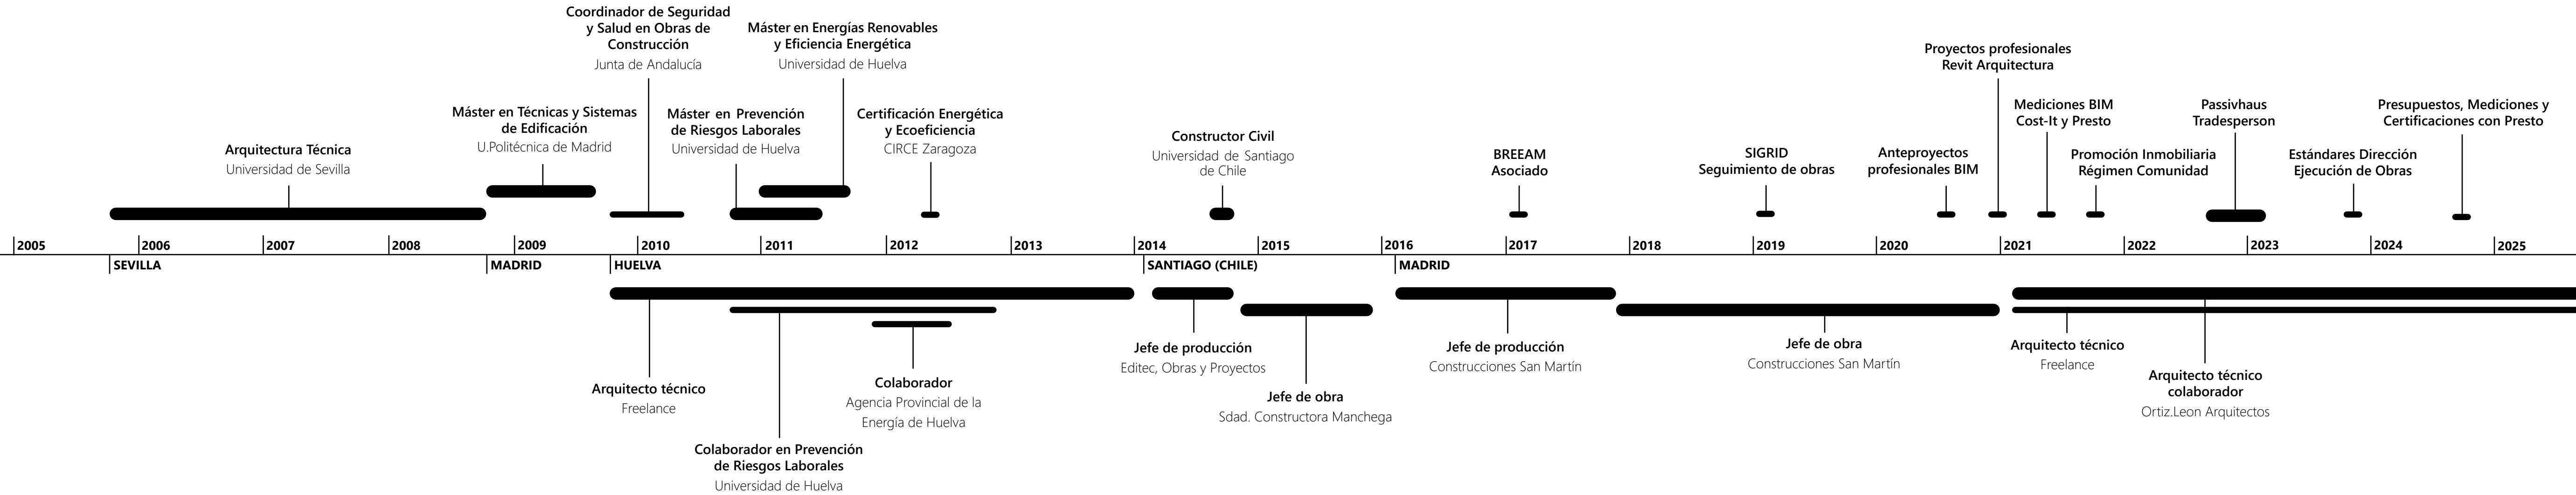 Arquitectura Técnica
Universidad de Sevilla
Máster en Técnicas y Sistemas
de Edificación
U.Politécnica de Madrid
Coordinador de Seguridad
y Salud en Obras de
Construcción
Junta de Andalucía
Máster en Prevención
de Riesgos Laborales
Universidad de Huelva
Máster en Energías Renovables
y Eficiencia Energética
Universidad de Huelva
Certificación Energética
y Ecoeficiencia
CIRCE Zaragoza
Constructor Civil
Universidad de Santiago
de Chile
BREEAM
Asociado
SIGRID
Seguimiento de obras
Anteproyectos
profesionales BIM
Proyectos profesionales
Revit Arquitectura
Mediciones BIM
Cost-It y Presto
Promoción Inmobiliaria
Régimen Comunidad
Passivhaus
Tradesperson
Estándares Dirección
Ejecución de Obras
Presupuestos, Mediciones y
Certificaciones con Presto
2005 2006 2007 2008 2009 2010 2011 2012 2013 2014 2015 2016 2017 2018 2019 2020 2021 2022 2023 2024 2025
SEVILLA MADRID HUELVA SANTIAGO (CHILE) MADRID
Arquitecto técnico
Freelance
Colaborador en Prevención
de Riesgos Laborales
Universidad de Huelva
Colaborador
Agencia Provincial de la
Energía de Huelva
Jefe de producción
Editec, Obras y Proyectos
Jefe de obra
Sdad. Constructora Manchega
Jefe de producción
Construcciones San Martín
Jefe de obra
Construcciones San Martín
Arquitecto técnico
Freelance
Arquitecto técnico
colaborador
Ortiz.Leon Arquitectos